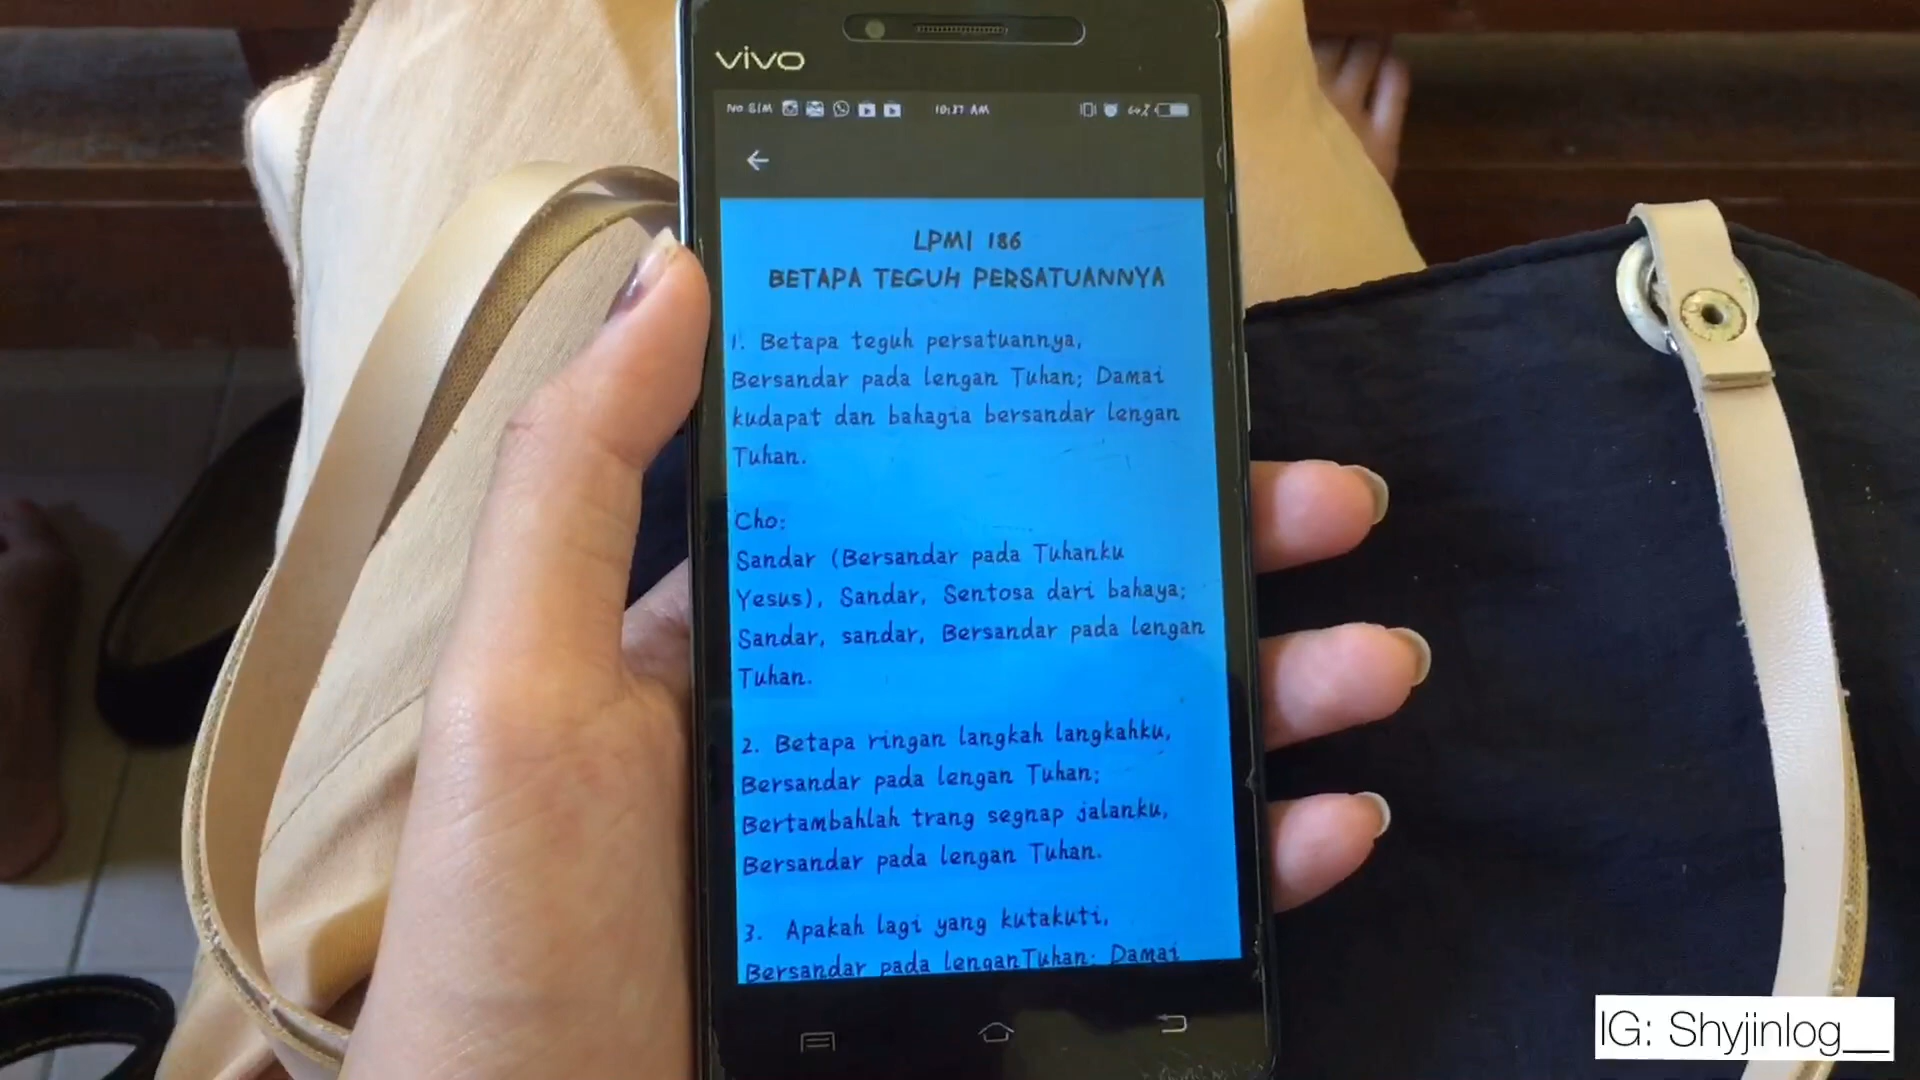 vivo
No SIM 10:37 AM 60%
LPMI 186
BETAPA TEGUH PERSATUANNYA
1. Betapa teguh persatuannya,
Bersandar pada lengan Tuhan; Damai
kudapat dan bahagia bersandar lengan
Tuhan.
Cho:
Sandar (Bersandar pada Tuhanku
Yesus), Sandar, Sentosa dari bahaya;
Sandar, sandar, Bersandar pada lengan
Tuhan.
2. Betapa ringan langkah langkahku,
Bersandar pada lengan Tuhan;
Bertambahlah trang segnap jalanku,
Bersandar pada lengan Tuhan.
3. Apakah lagi yang kutakuti,
Bersandar pada lenganTuhan; Damai
IG: Shyjinlog__